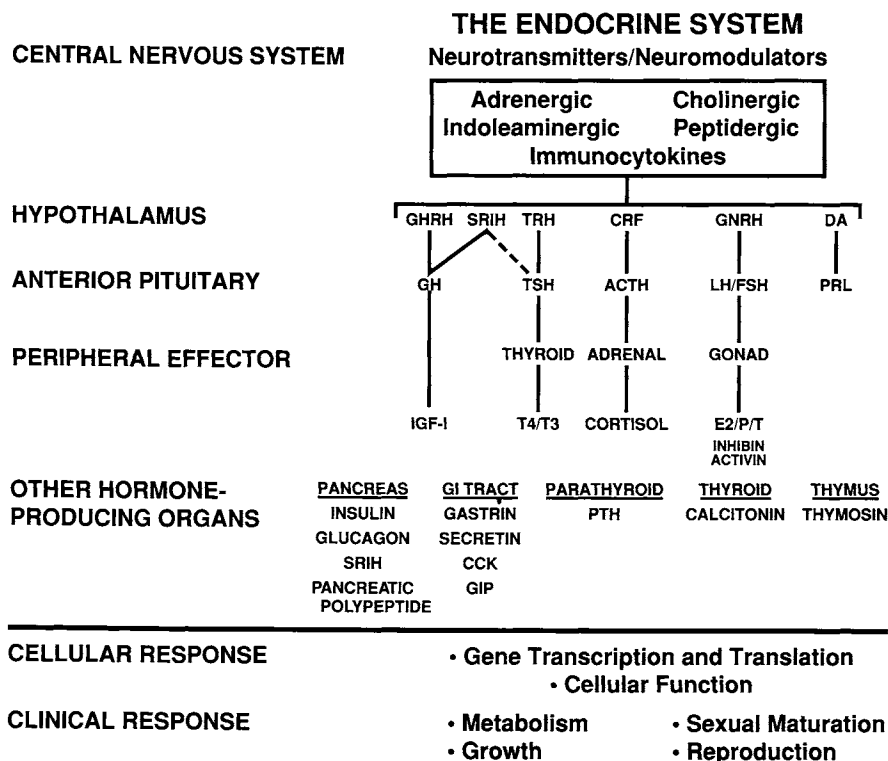 THE ENDOCRINE SYSTEM
CENTRAL NERVOUS SYSTEM Neurotransmitters/Neuromodulators
Adrenergic Cholinergic
Indoleaminergic Peptidergic
Immunocytokines
HYPOTHALAMUS GHRH SRIH TRH CRF GNRH DA
ANTERIOR PITUITARY GH TSH ACTH LH/FSH PRL
PERIPHERAL EFFECTOR THYROID ADRENAL GONAD
IGF-I T4/T3 CORTISOL E2/P/T
INHIBIN
ACTIVIN
OTHER HORMONE- PANCREAS GI TRACT PARATHYROID THYROID THYMUS
PRODUCING ORGANS INSULIN GASTRIN PTH CALCITONIN THYMOSIN
GLUCAGON SECRETIN
SRIH CCK
PANCREATIC GIP
POLYPEPTIDE
CELLULAR RESPONSE • Gene Transcription and Translation
• Cellular Function
CLINICAL RESPONSE • Metabolism • Sexual Maturation
• Growth • Reproduction